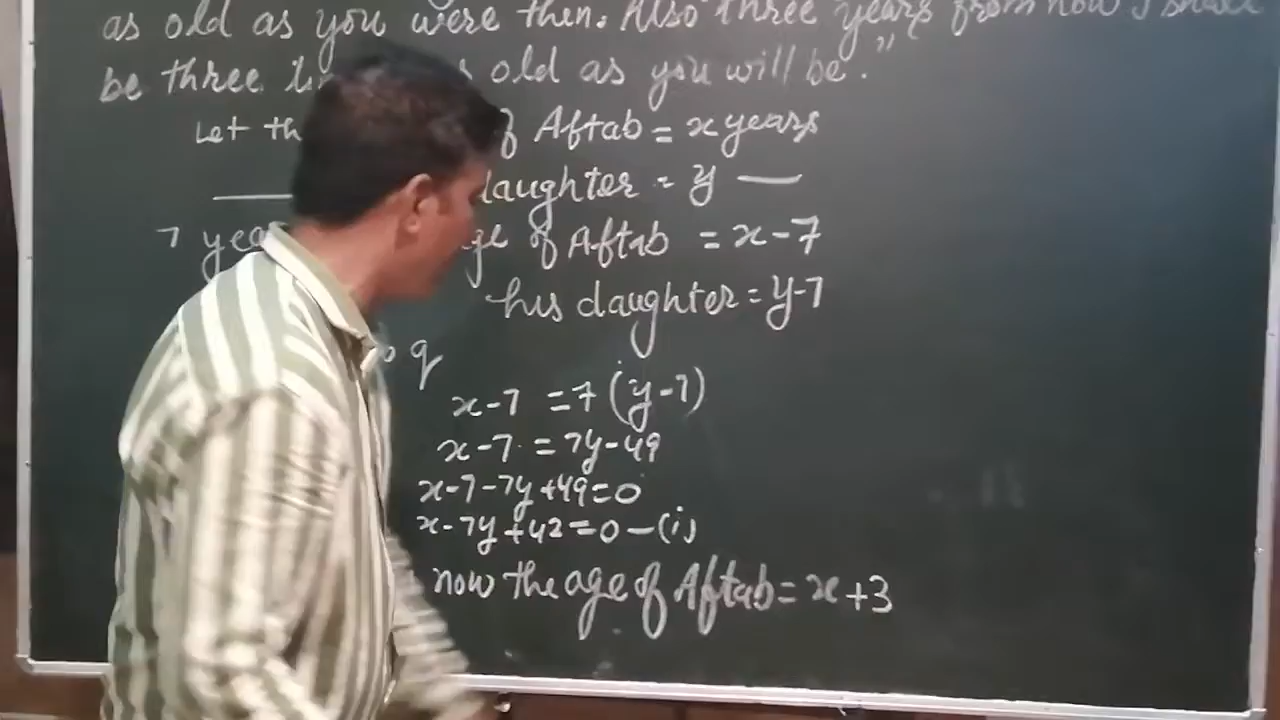 as old as you were then. Also three years from now I shall
be three old as you will be."
Let of Aftab = x years
daughter = y —
7 of Aftab = x-7
his daughter = y-7
q
x-7 = 7(y-7)
x-7 = 7y-49
x-7-7y+49=0
x-7y+42=0 -(i)
now the age of Aftab = x+3